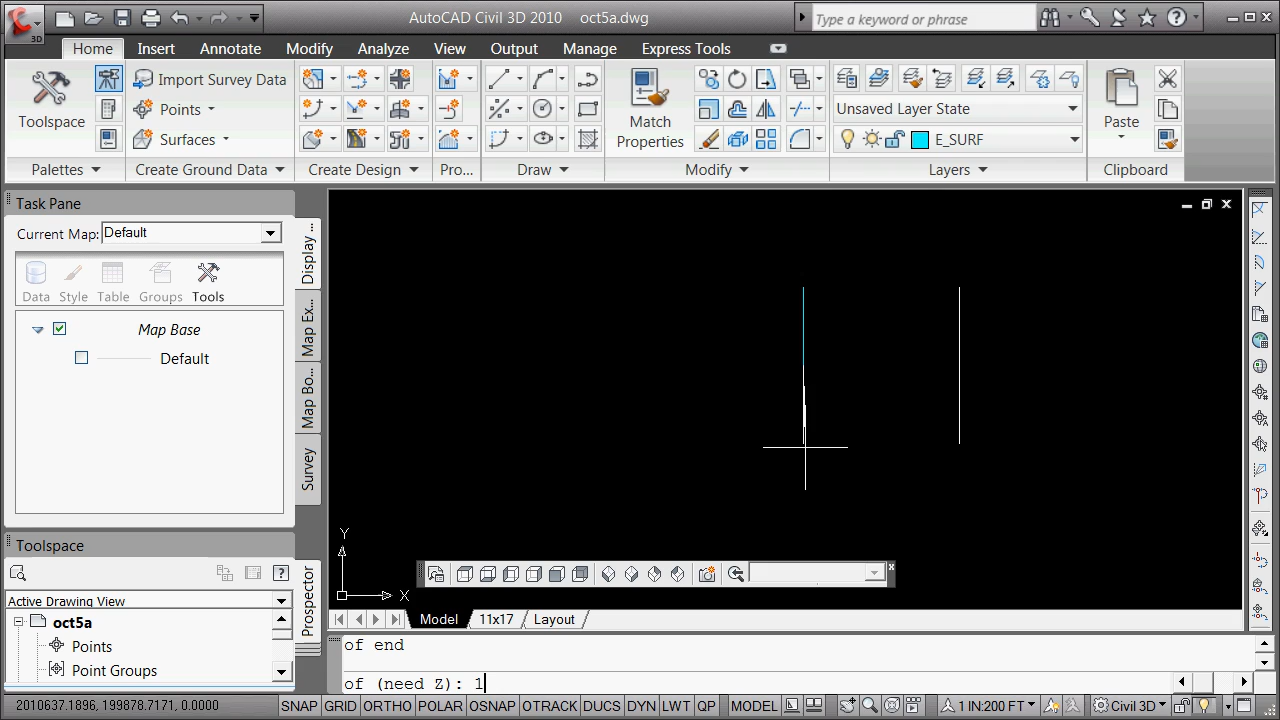 AutoCAD Civil 3D 2010 oct5a.dwg
Type a keyword or phrase
3D
Home Insert Annotate Modify Analyze View Output Manage Express Tools
Toolspace
Import Survey Data
Points
Surfaces
Match
Properties
Unsaved Layer State
E_SURF
Paste
Palettes Create Ground Data Create Design Pro... Draw Modify Layers Clipboard
Task Pane
Current Map: Default
Data Style Table Groups Tools
Map Base
Default
Display ...
Map Ex...
Map Bo...
Survey
Toolspace
Active Drawing View
oct5a
Points
Point Groups
Prospector
Y
X
Model 11x17 Layout
of end
of (need Z): 1
2010637.1896, 199878.7171, 0.0000 SNAP GRID ORTHO POLAR OSNAP OTRACK DUCS DYN LWT QP MODEL 1 IN:200 FT Civil 3D